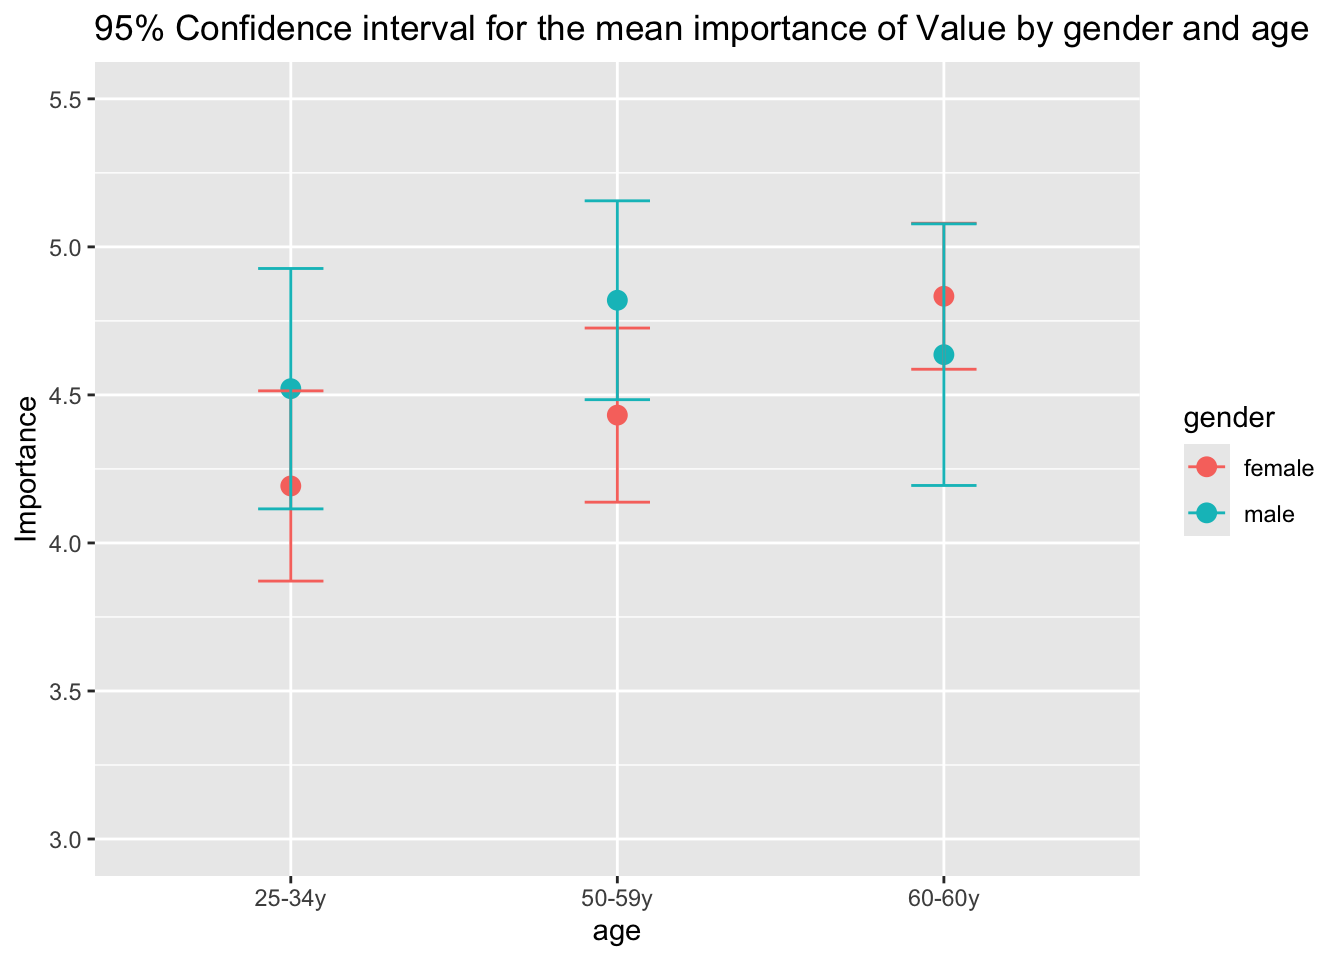 95% Confidence interval for the mean importance of Value by gender and age
5.5
5.0
4.5
4.0
3.5
3.0
Importance
25-34y
50-59y
60-60y
age
gender
female
male